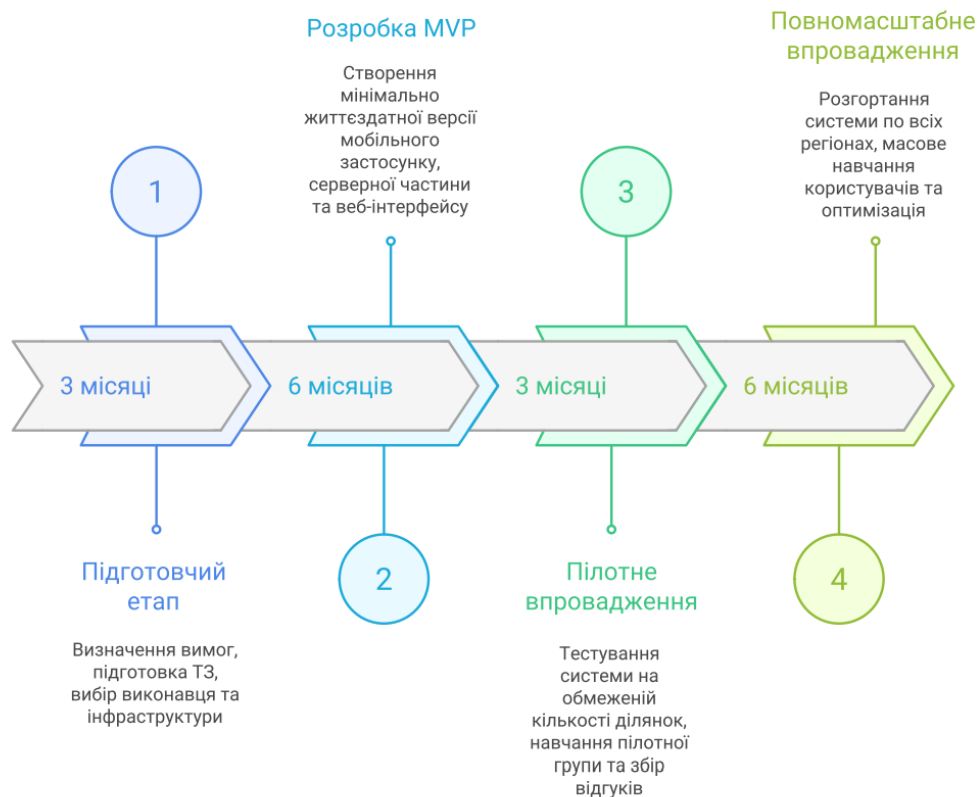 Розробка MVP
Створення
мінімально
життєздатної версії
мобільного
застосунку,
серверної частини
та веб-інтерфейсу
Повномасштабне
впровадження
Розгортання
системи по всіх
регіонах, масове
навчання
користувачів та
оптимізація
1
3
3 місяці
6 місяців
3 місяці
6 місяців
Підготовчий
етап
Визначення вимог,
підготовка ТЗ,
вибір виконавця та
інфраструктури
2
Пілотне
впровадження
Тестування
системи на
обмеженій
кількості ділянок,
навчання пілотної
групи та збір
відгуків
4